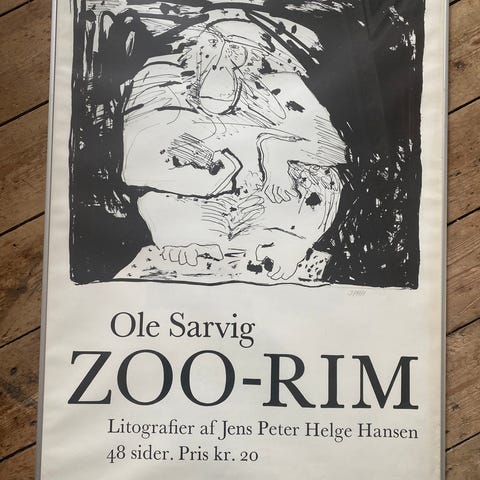 Ole Sarvig
ZOO-RIM
Litografier af Jens Peter Helge Hansen
48 sider. Pris kr. 20